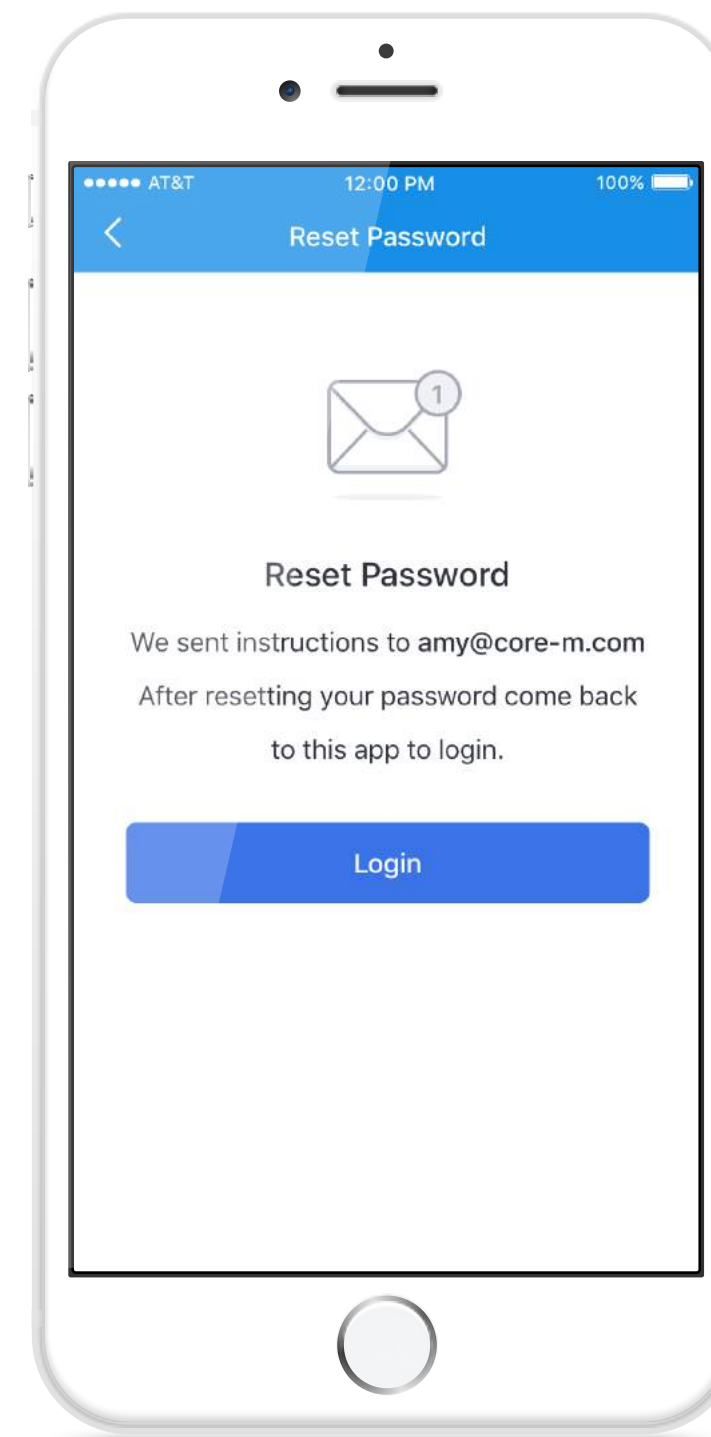 AT&T 12:00 PM 100%
Reset Password
1
Reset Password
We sent instructions to amy@core-m.com
After resetting your password come back
to this app to login.
Login